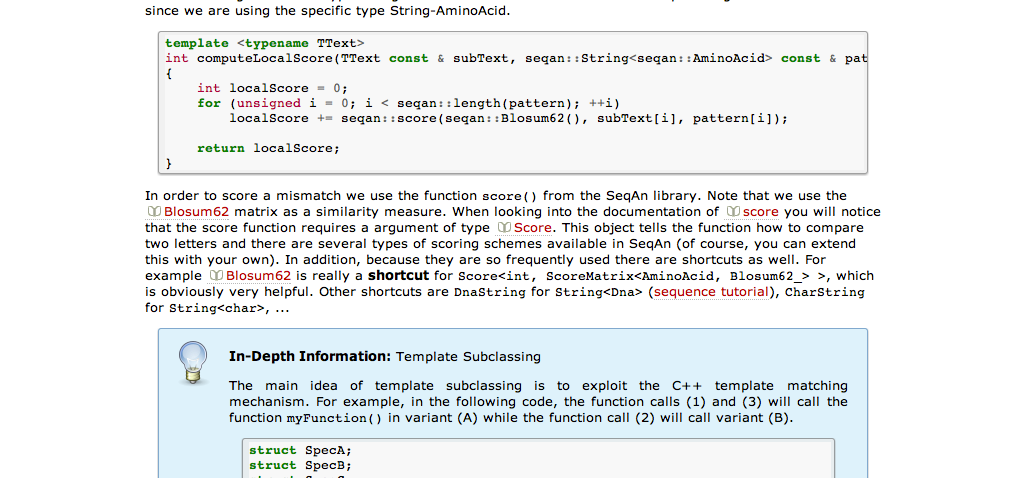 since we are using the specific type String-AminoAcid.
template <typename TText>
int computeLocalScore(TText const & subText, seqan::String<seqan::AminoAcid> const & pat
{
int localScore = 0;
for (unsigned i = 0; i < seqan::length(pattern); ++i)
localScore += seqan::score(seqan::Blosum62(), subText[i], pattern[i]);
return localScore;
}
In order to score a mismatch we use the function score() from the SeqAn library. Note that we use the
Blosum62 matrix as a similarity measure. When looking into the documentation of score you will notice
that the score function requires a argument of type Score. This object tells the function how to compare
two letters and there are several types of scoring schemes available in SeqAn (of course, you can extend
this with your own). In addition, because they are so frequently used there are shortcuts as well. For
example Blosum62 is really a shortcut for Score<int, ScoreMatrix<AminoAcid, Blosum62_> >, which
is obviously very helpful. Other shortcuts are DnaString for String<Dna> (sequence tutorial), CharString
for String<char>, ...
In-Depth Information: Template Subclassing
The main idea of template subclassing is to exploit the C++ template matching
mechanism. For example, in the following code, the function calls (1) and (3) will call the
function myFunction() in variant (A) while the function call (2) will call variant (B).
struct SpecA;
struct SpecB;